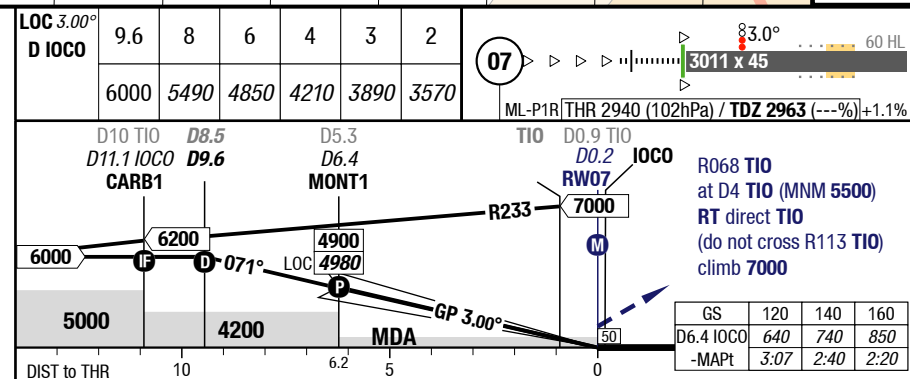 LOC 3.00° 9.6 8 6 4 3 2
D IOCO
6000 5490 4850 4210 3890 3570
07 3.0° 60 HL
3011 x 45
ML-P1R THR 2940 (102hPa) / TDZ 2963 (---%) +1.1%
D10 TIO D8.5 D5.3 TIO D0.9 TIO
D11.1 IOCO D9.6 D6.4 D0.2 IOCO
CARB1 MONT1 RW07
R068 TIO
at D4 TIO (MNM 5500)
RT direct TIO
(do not cross R113 TIO)
climb 7000
R233 7000
6200 4900
6000 IF D 071° LOC 4980 M
P GP 3.00°
5000 4200 MDA 50
GS 120 140 160
D6.4 IOCO 640 740 850
-MAPt 3:07 2:40 2:20
DIST to THR 10 6.2 5 0